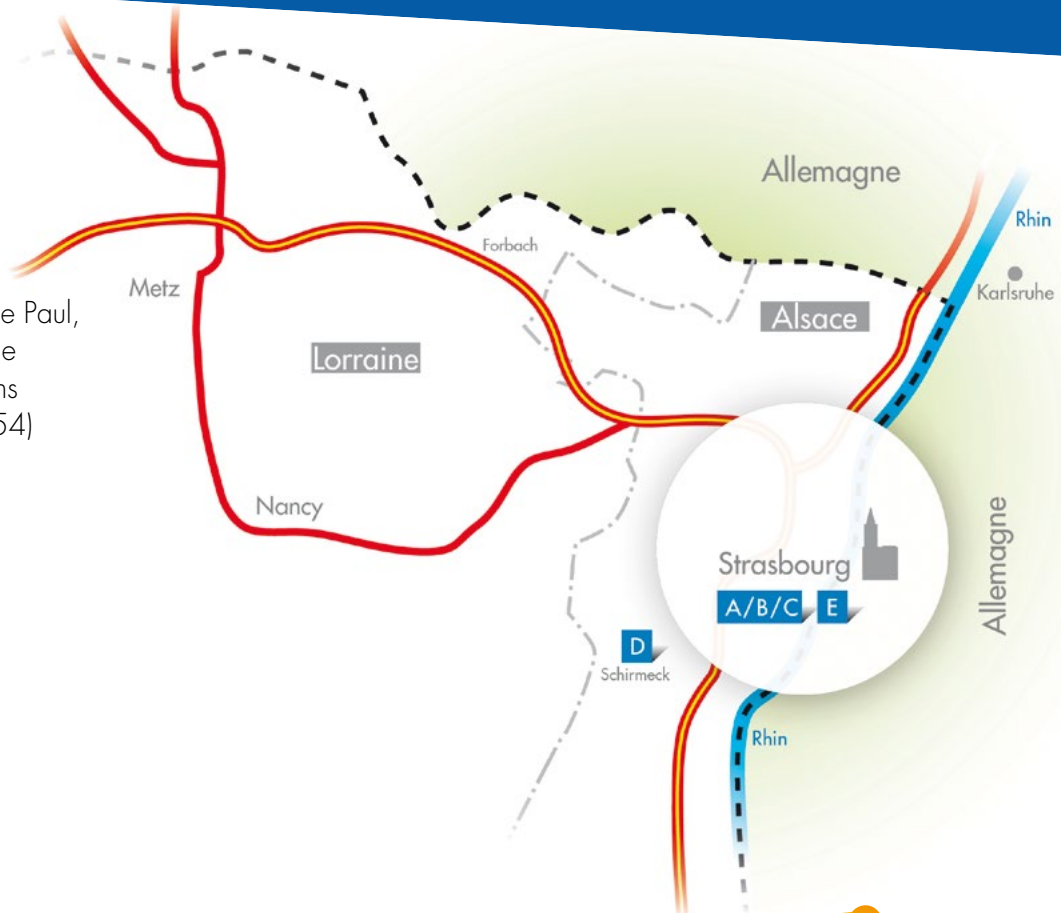 Allemagne
Rhin
Karlsruhe
Forbach
Metz
Alsace
e Paul,
e
ns
54)
Lorraine
Nancy
Allemagne
Strasbourg
A/B/C
E
D
Schirmeck
Rhin